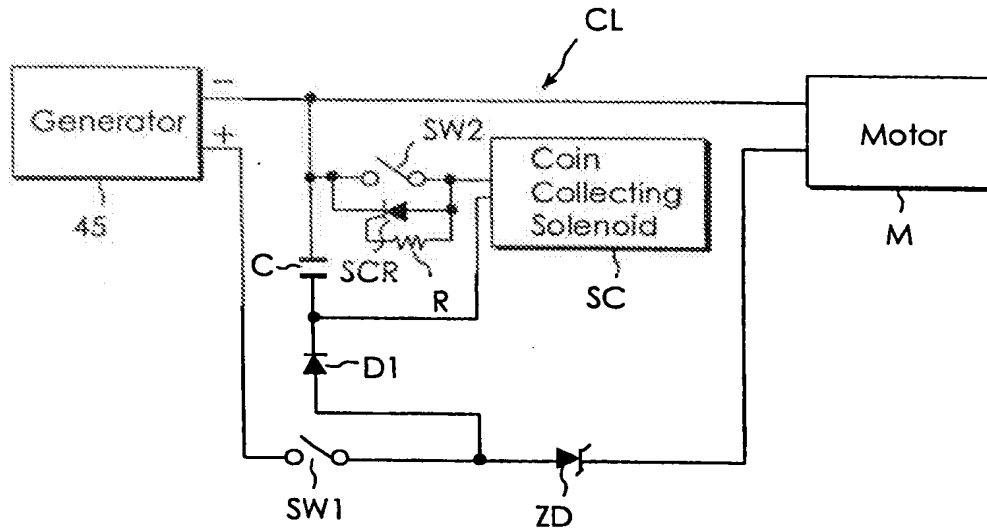 CL
−
Generator
+
SW2
Coin
Collecting
Solenoid
Motor
45
M
C
SCR
R
SC
D1
SW1
ZD